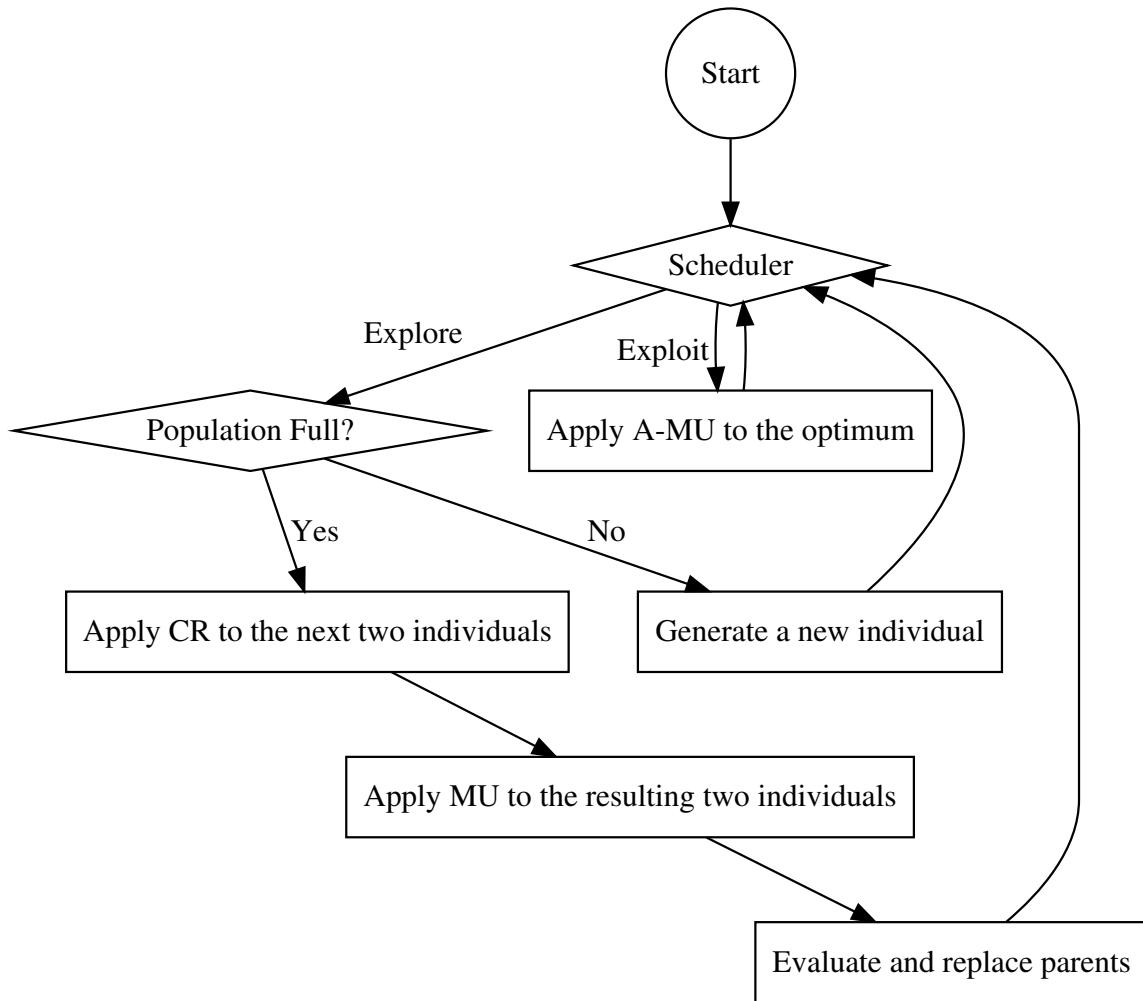 Start
Scheduler
Explore
Exploit
Population Full?
Apply A-MU to the optimum
Yes
No
Apply CR to the next two individuals
Generate a new individual
Apply MU to the resulting two individuals
Evaluate and replace parents